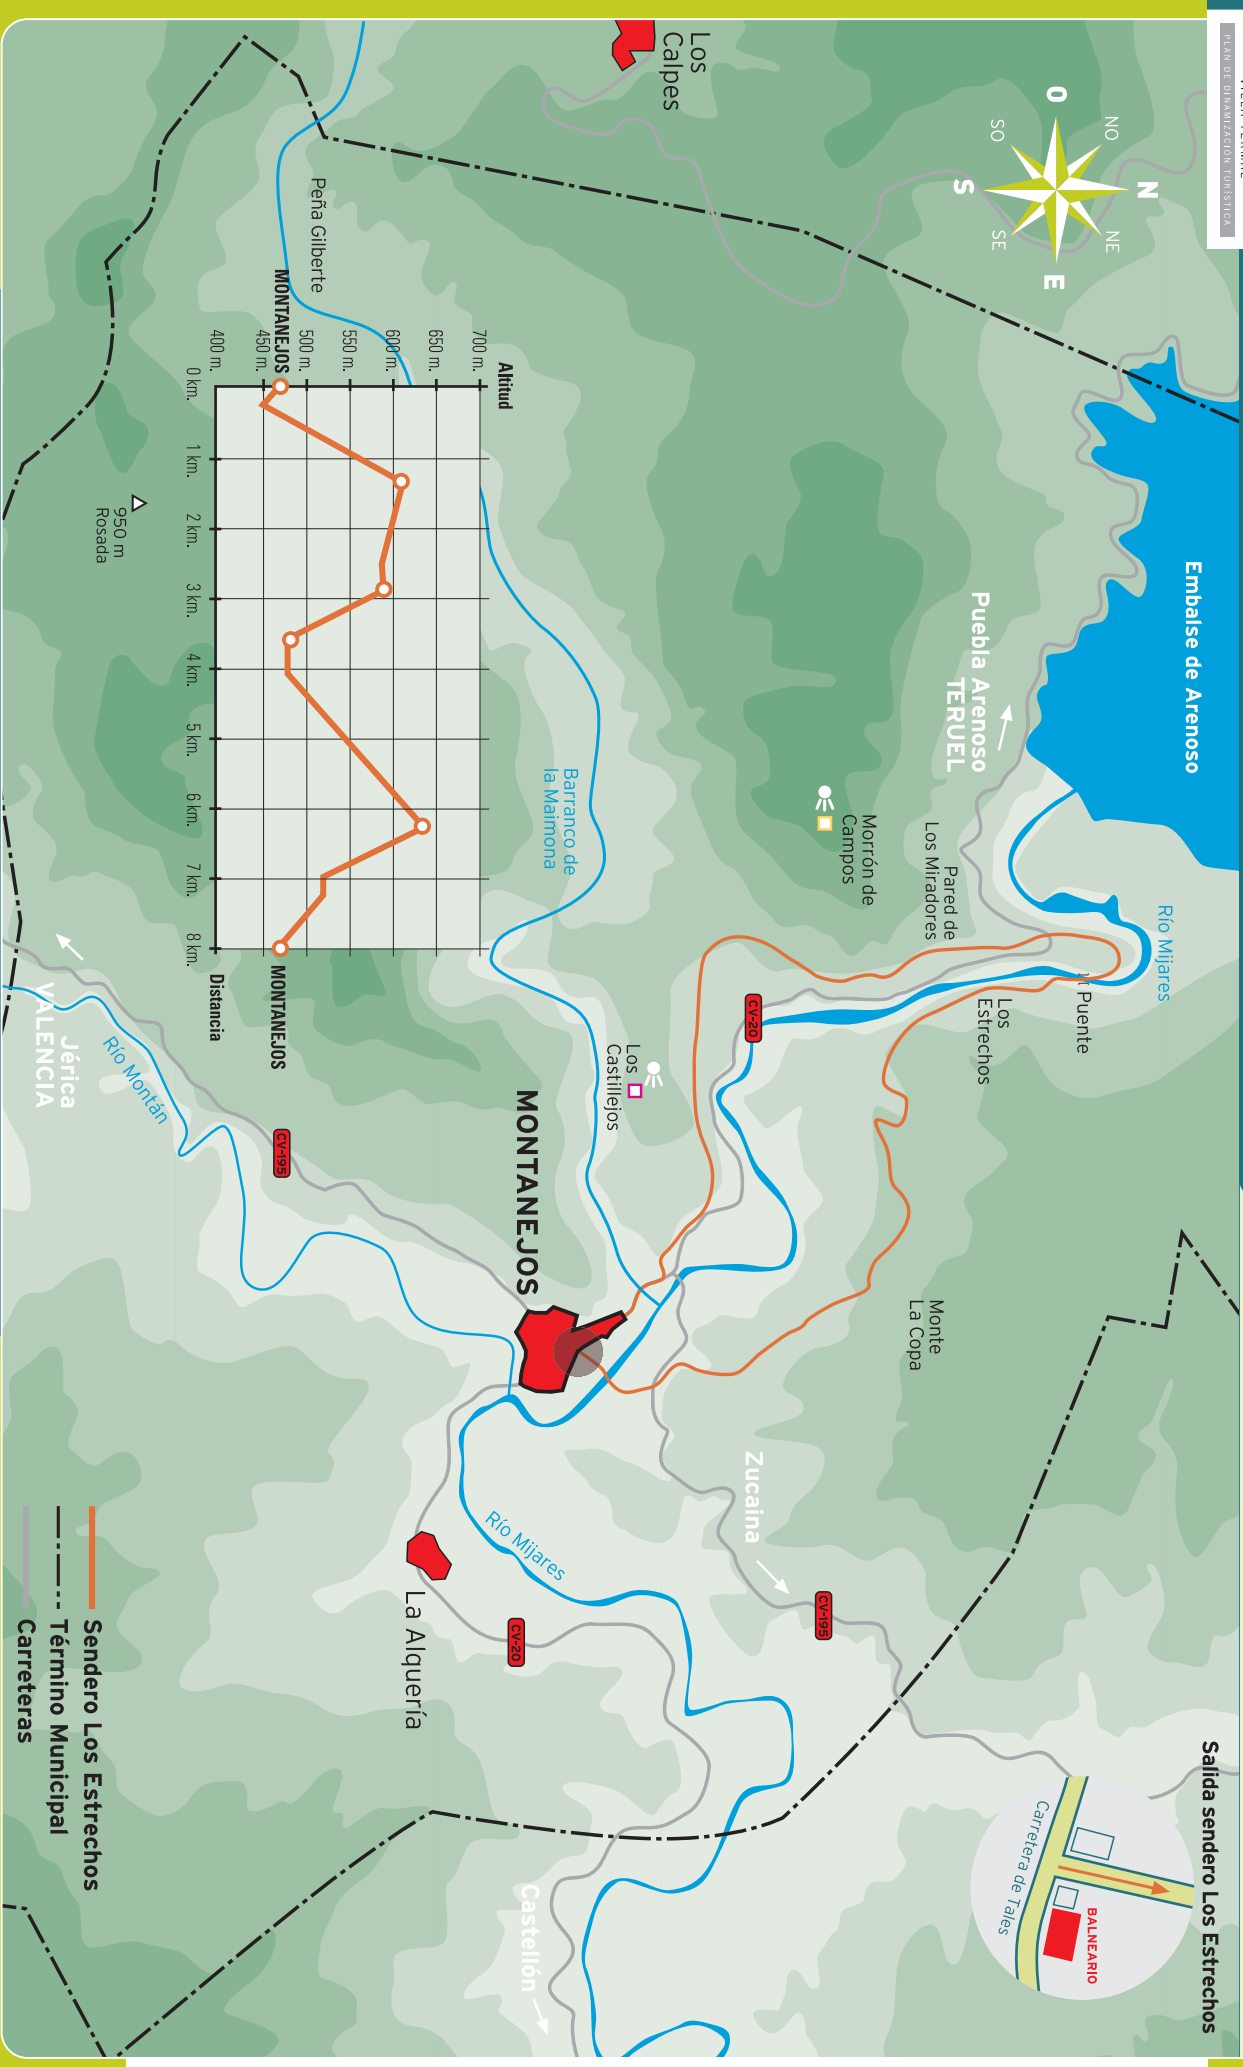 PLAN DE DINAMIZACIÓN TURÍSTICA
Los
Calpes
N
NO
NE
O
E
SO
SE
S
Embalse de Arenoso
Puebla Arenoso
TERUEL
Río Mijares
Pared de
Los Miradores
Morrón de
Campos
El Puente
Los
Estrechos
CV-20
Los
Castillejos
Monte
La Copa
Barranco de
la Maimona
Peña Gilberte
MONTANEJOS
Zucaina
CV-195
Salida sendero Los Estrechos
Carretera de Tales
BALNEARIO
Altitud
700 m.
650 m.
600 m.
550 m.
500 m.
MONTANEJOS
450 m.
400 m.
0 km.
1 km.
2 km.
3 km.
4 km.
5 km.
6 km.
7 km.
8 km.
MONTANEJOS
Distancia
950 m
Rosada
Jérica
VALENCIA
Río Montán
CV-195
Río Mijares
La Alquería
CV-20
Castellón
Sendero Los Estrechos
Término Municipal
Carreteras